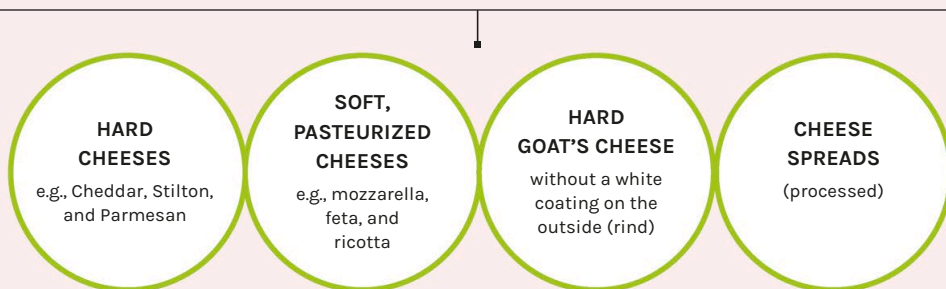 HARD
CHEESES
e.g., Cheddar, Stilton,
and Parmesan
SOFT,
PASTEURIZED
CHEESES
e.g., mozzarella,
feta, and
ricotta
HARD
GOAT'S CHEESE
without a white
coating on the
outside (rind)
CHEESE
SPREADS
(processed)